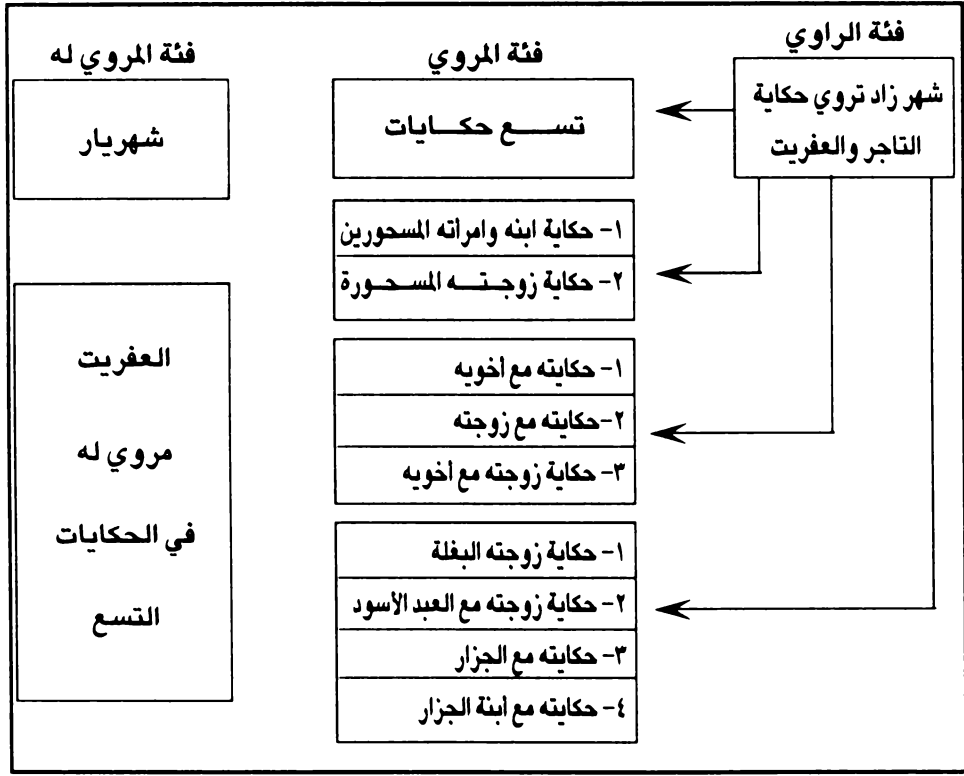 فئة الراوي
شهر زاد تروي حكاية
التاجر والعفريت
فئة المروي
تسع حكايات
١- حكاية ابنه وامرأته المسحورين
٢- حكاية زوجته المسحورة
١- حكايته مع أخويه
٢- حكايته مع زوجته
٣- حكاية زوجته مع أخويه
١- حكاية زوجته البغلة
٢- حكاية زوجته مع العبد الأسود
٣- حكايته مع الجزار
٤- حكايته مع أبنة الجزار
فئة المروي له
شهريار
العفريت
مروي له
في الحكايات
التسع